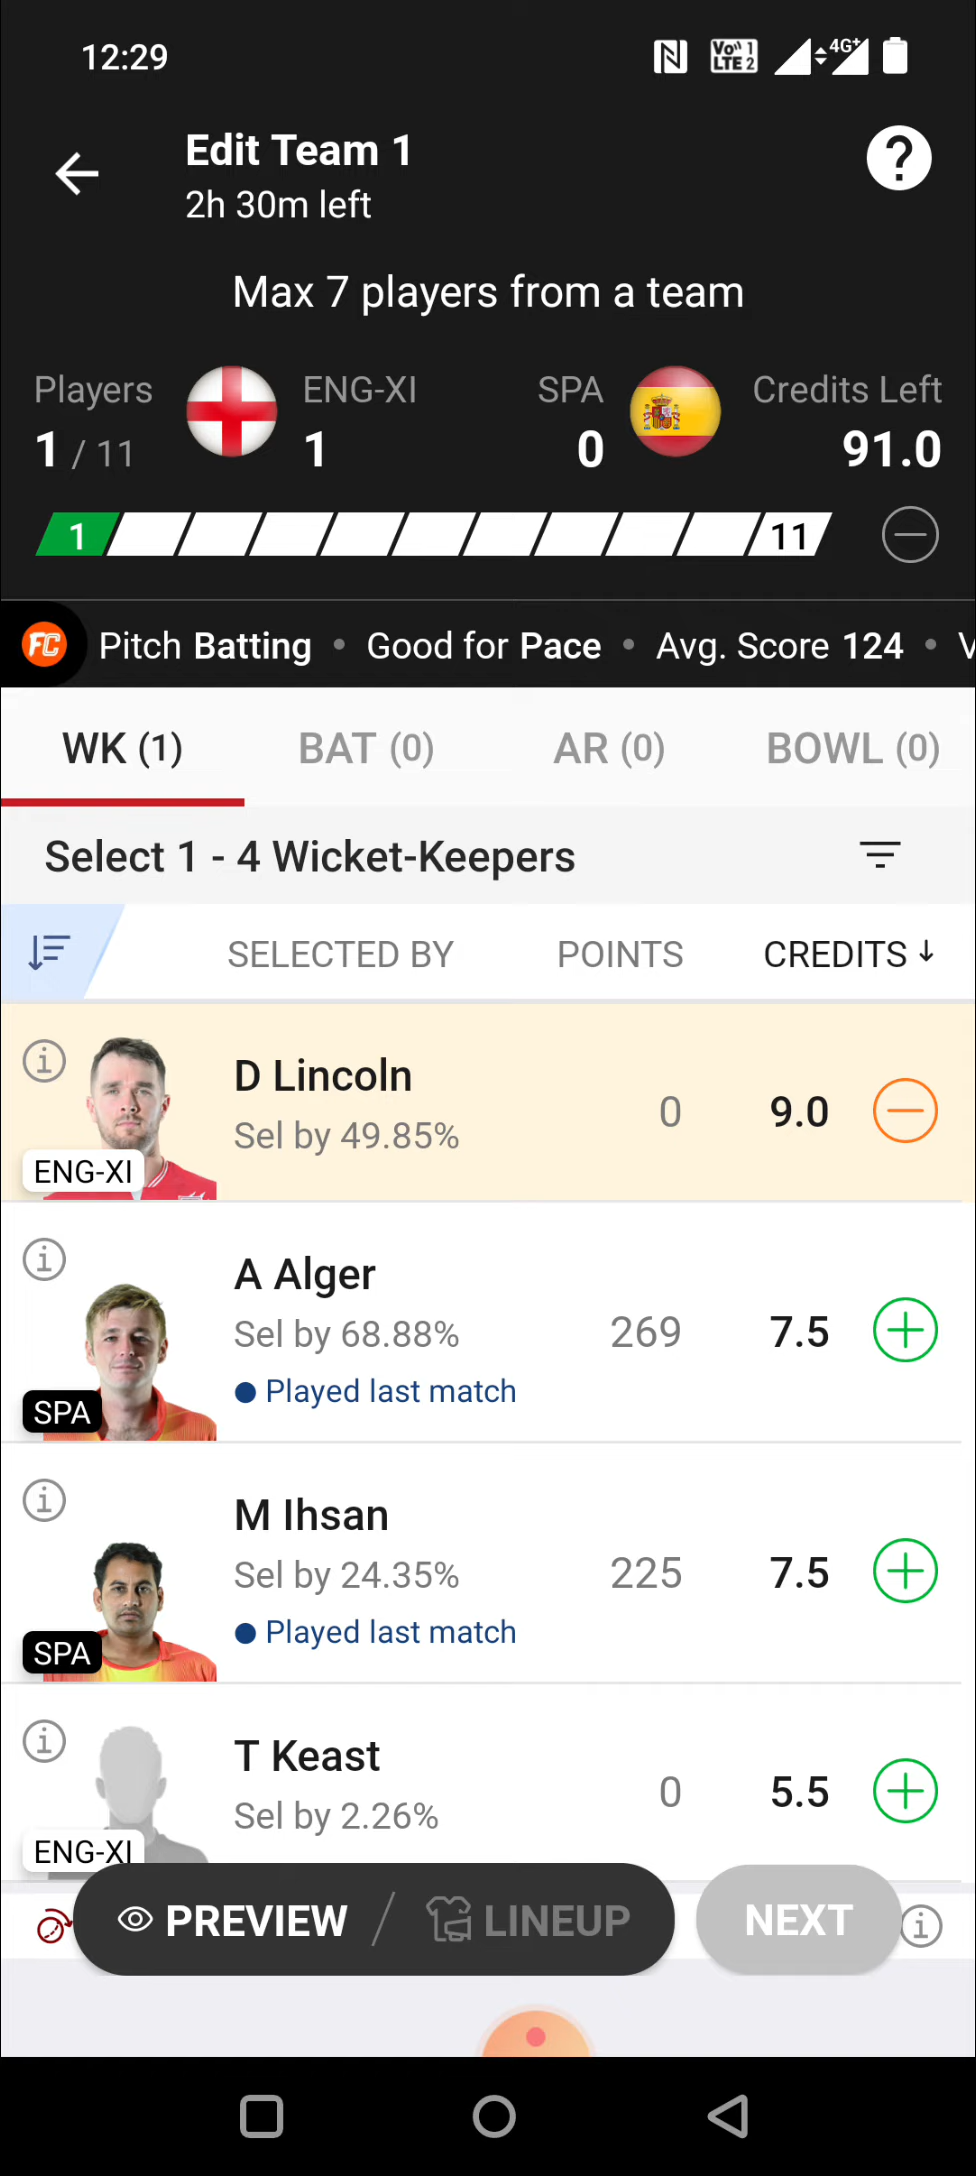 12:29
Vo 1
LTE 2
4G+
Edit Team 1
2h 30m left
?
Max 7 players from a team
Players
ENG-XI
SPA
Credits Left
1 / 11
1
0
91.0
1
11
FC Pitch Batting • Good for Pace • Avg. Score 124 •
WK (1)
BAT (0)
AR (0)
BOWL (0)
Select 1 - 4 Wicket-Keepers
SELECTED BY
POINTS
CREDITS ↓
i
D Lincoln
Sel by 49.85%
0
9.0
ENG-XI
i
A Alger
Sel by 68.88%
269
7.5
Played last match
SPA
i
M Ihsan
Sel by 24.35%
225
7.5
Played last match
SPA
i
T Keast
Sel by 2.26%
0
5.5
ENG-XI
PREVIEW / LINEUP
NEXT
i